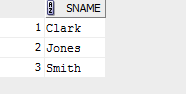 SNAME
1 Clark
2 Jones
3 Smith